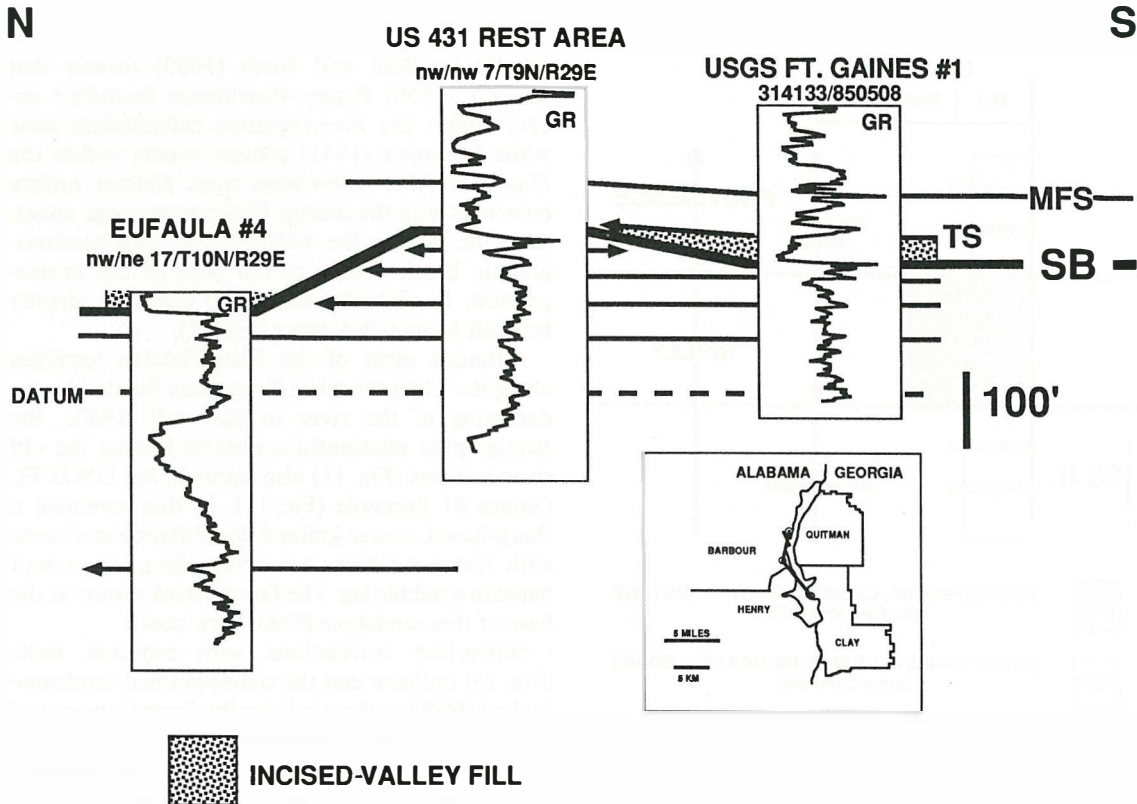 N
S
US 431 REST AREA
nw/nw 7/T9N/R29E
GR
USGS FT. GAINES #1
314133/850508
GR
MFS
EUFAULA #4
nw/ne 17/T10N/R29E
GR
TS
SB
DATUM
100'
ALABAMA
GEORGIA
QUITMAN
BARBOUR
HENRY
CLAY
5 MILES
5 KM
INCISED-VALLEY FILL